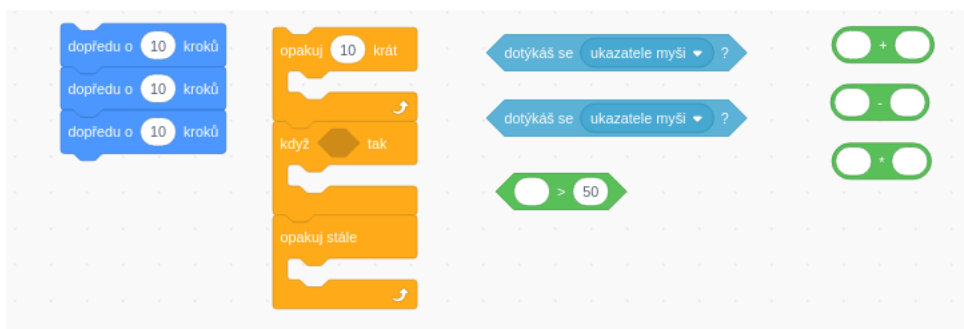 dopředu o 10 kroků
dopředu o 10 kroků
dopředu o 10 kroků
opakuj 10 krát
když tak
opakuj stále
dotýkáš se ukazatele myši ?
dotýkáš se ukazatele myši ?
> 50
+
-
*